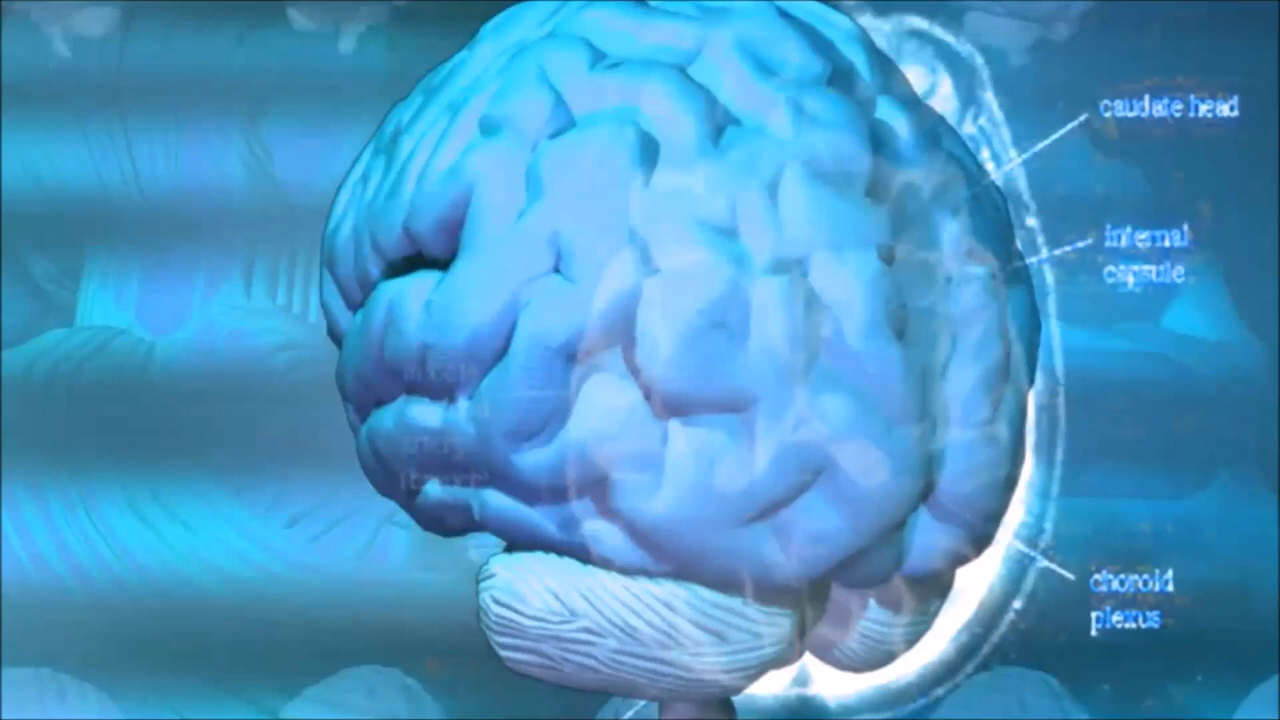 caudate head
internal
capsule
choroid
plexus